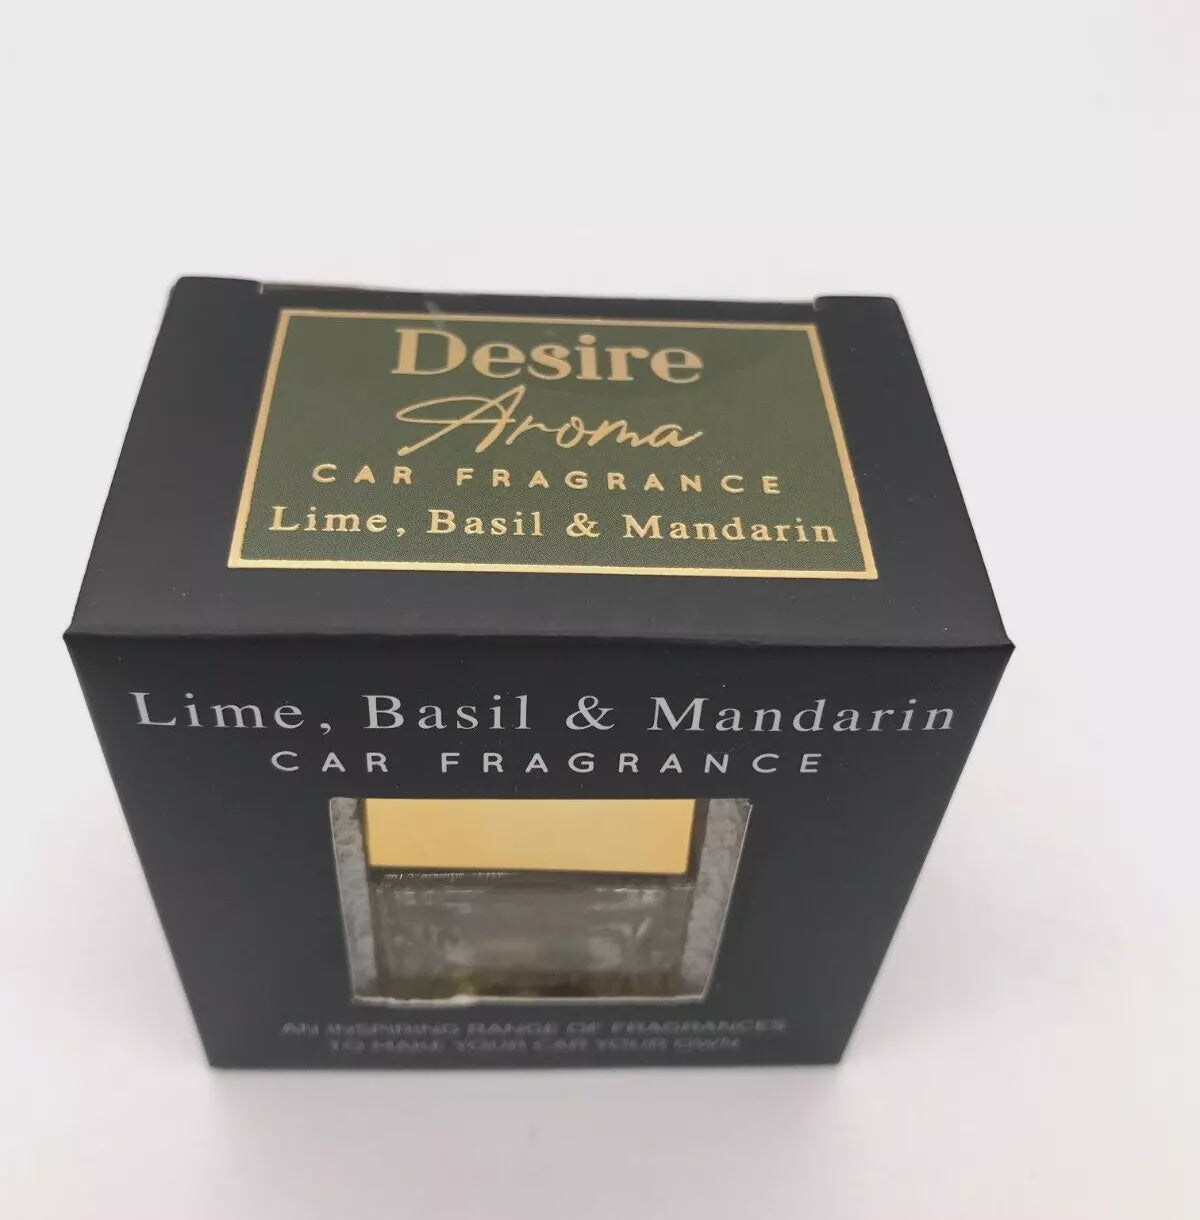 Desire
Aroma
CAR FRAGRANCE
Lime, Basil & Mandarin
Lime, Basil & Mandarin
CAR FRAGRANCE
AN INSPIRING RANGE OF FRAGRANCES
TO MAKE YOUR CAR YOUR OWN